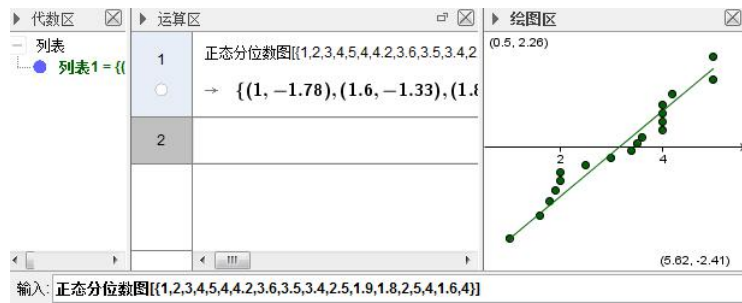 代数区
列表
列表1 = {(
运算区
1
正态分位数图[{1,2,3,4,5,4,4.2,3.6,3.5,3.4,2
→ {(1, −1.78),(1.6, −1.33),(1.8
2
绘图区
(0.5, 2.26)
2
4
(5.62, -2.41)
输入: 正态分位数图[{1,2,3,4,5,4,4.2,3.6,3.5,3.4,2.5,1.9,1.8,2,5,4,1.6,4}]